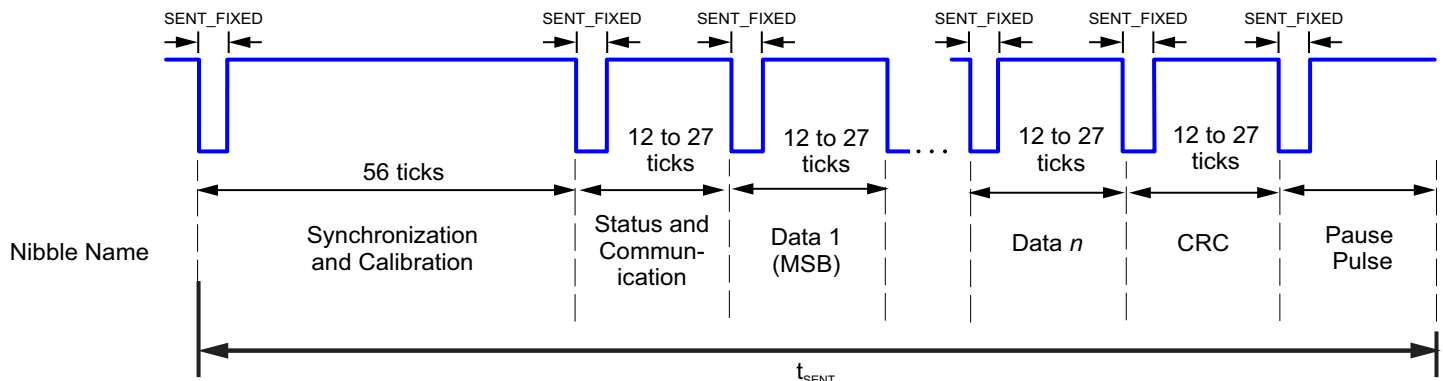 SENT_FIXED SENT_FIXED SENT_FIXED SENT_FIXED SENT_FIXED SENT_FIXED
12 to 27 ticks
12 to 27 ticks
. . .
12 to 27 ticks
12 to 27 ticks
56 ticks
Nibble Name
Synchronization
and Calibration
Status and
Commun-
ication
Data 1
(MSB)
Data n
CRC
Pause
Pulse
tSENT